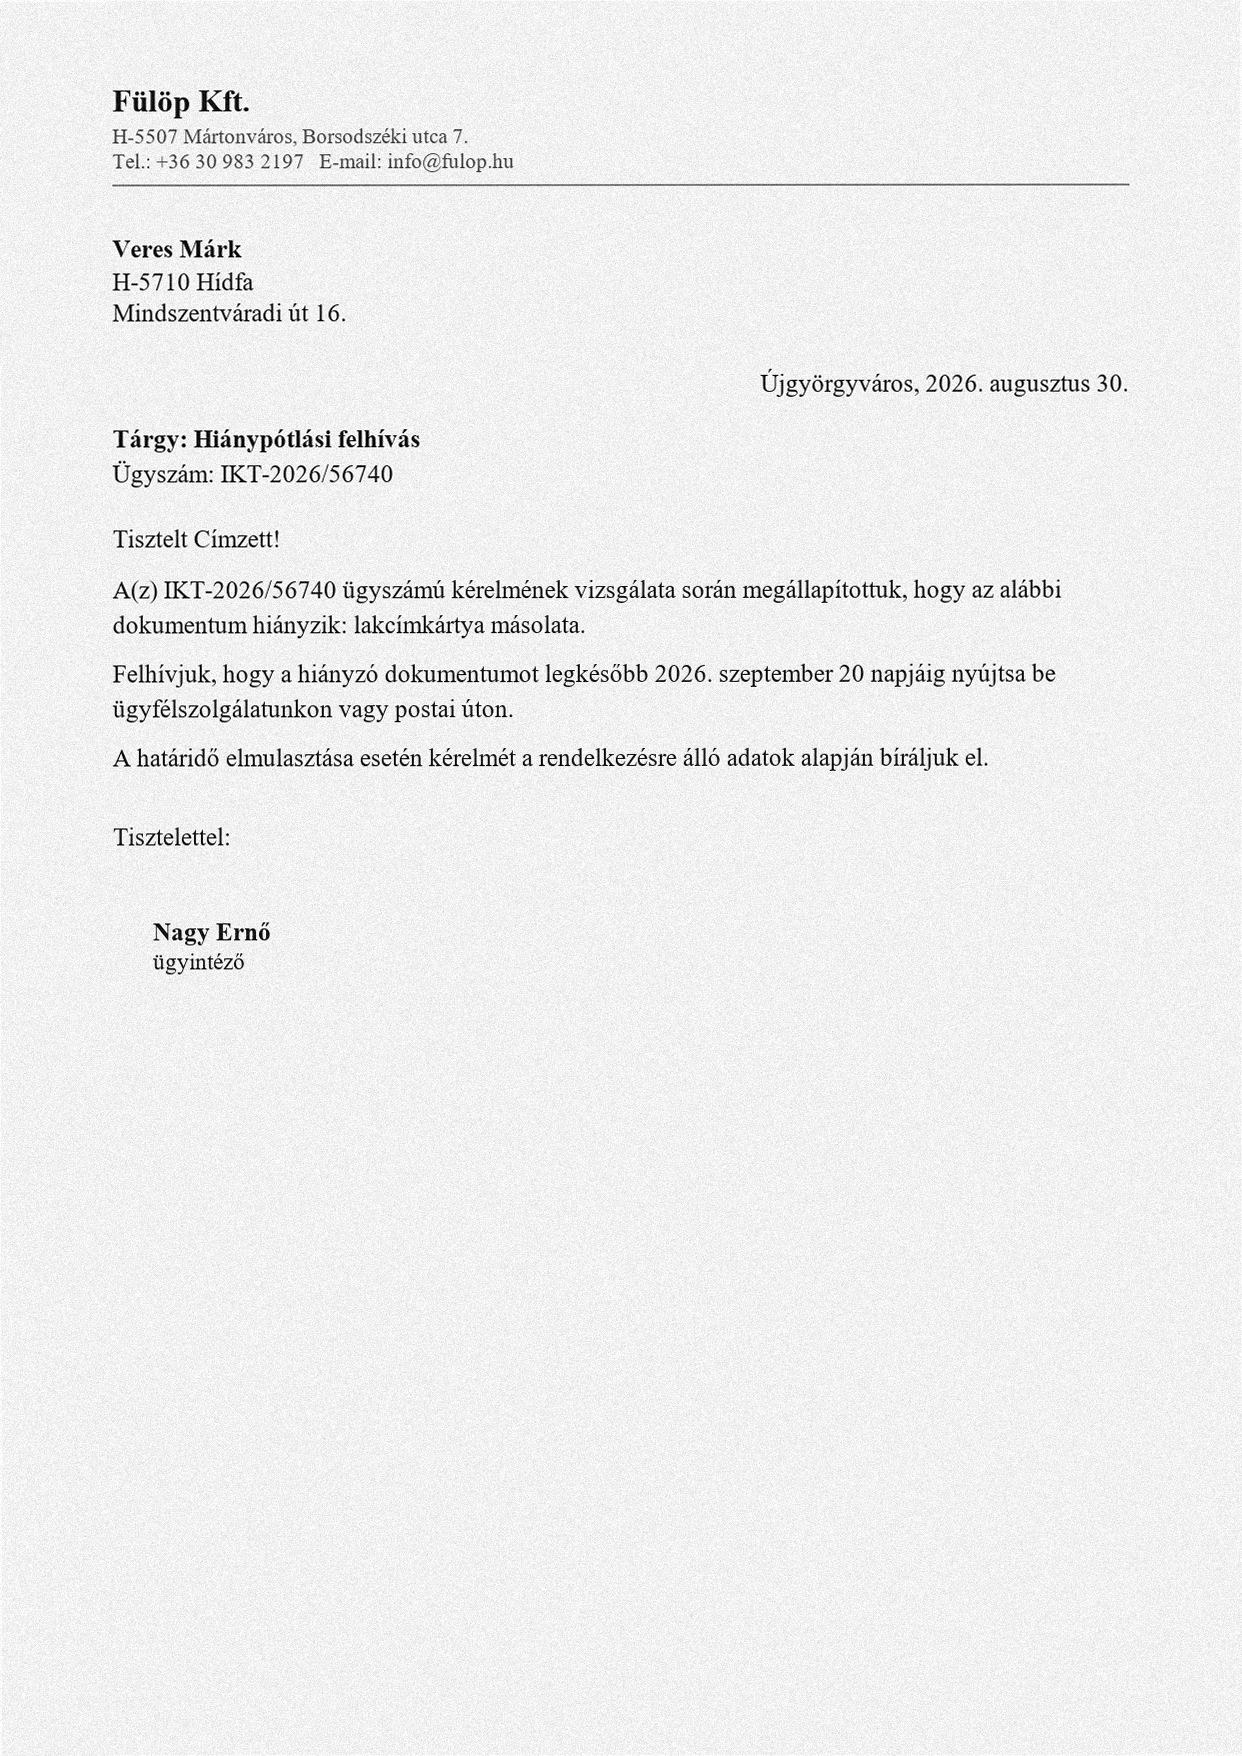 Fülöp Kft.
H-5507 Mártonváros, Borsodszéki utca 7.
Tel.: +36 30 983 2197   E-mail: info@fulop.hu
Veres Márk
H-5710 Hídfa
Mindszentváradi út 16.
Újgyörgyváros, 2026. augusztus 30.
Tárgy: Hiánypótlási felhívás
Ügyszám: IKT-2026/56740
Tisztelt Címzett!
A(z) IKT-2026/56740 ügyszámú kérelmének vizsgálata során megállapítottuk, hogy az alábbi
dokumentum hiányzik: lakcímkártya másolata.
Felhívjuk, hogy a hiányzó dokumentumot legkésőbb 2026. szeptember 20 napjáig nyújtsa be
ügyfélszolgálatunkon vagy postai úton.
A határidő elmulasztása esetén kérelmét a rendelkezésre álló adatok alapján bíráljuk el.
Tisztelettel:
Nagy Ernő
ügyintéző